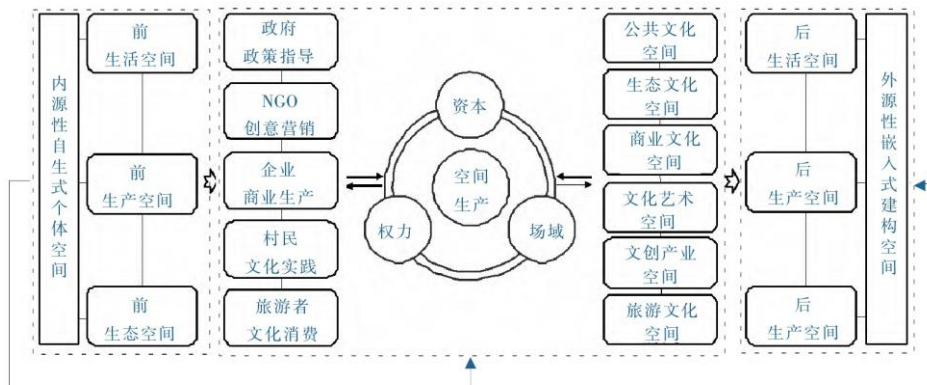 内源性自生式个体空间
前
生活空间
前
生产空间
前
生态空间
政府
政策指导
NGO
创意营销
企业
商业生产
村民
文化实践
旅游者
文化消费
资本
空间
生产
权力
场域
公共文化
空间
生态文化
空间
商业文化
空间
文化艺术
空间
文创产业
空间
旅游文化
空间
后
生活空间
后
生产空间
后
生产空间
外源性嵌入式建构空间